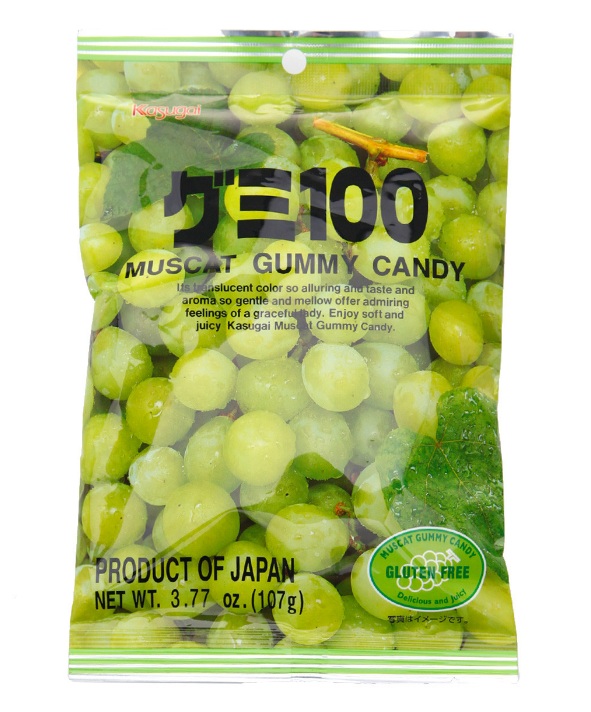 Kasugai
グミ100
MUSCAT GUMMY CANDY
Its translucent color so alluring and taste and
aroma so gentle and mellow offer admiring
feelings of a graceful lady. Enjoy soft and
juicy Kasugai Muscat Gummy Candy.
PRODUCT OF JAPAN
NET WT. 3.77 oz.(107g)
MUSCAT GUMMY CANDY
GLUTEN FREE
Delicious and Juicy
写真はイメージです。